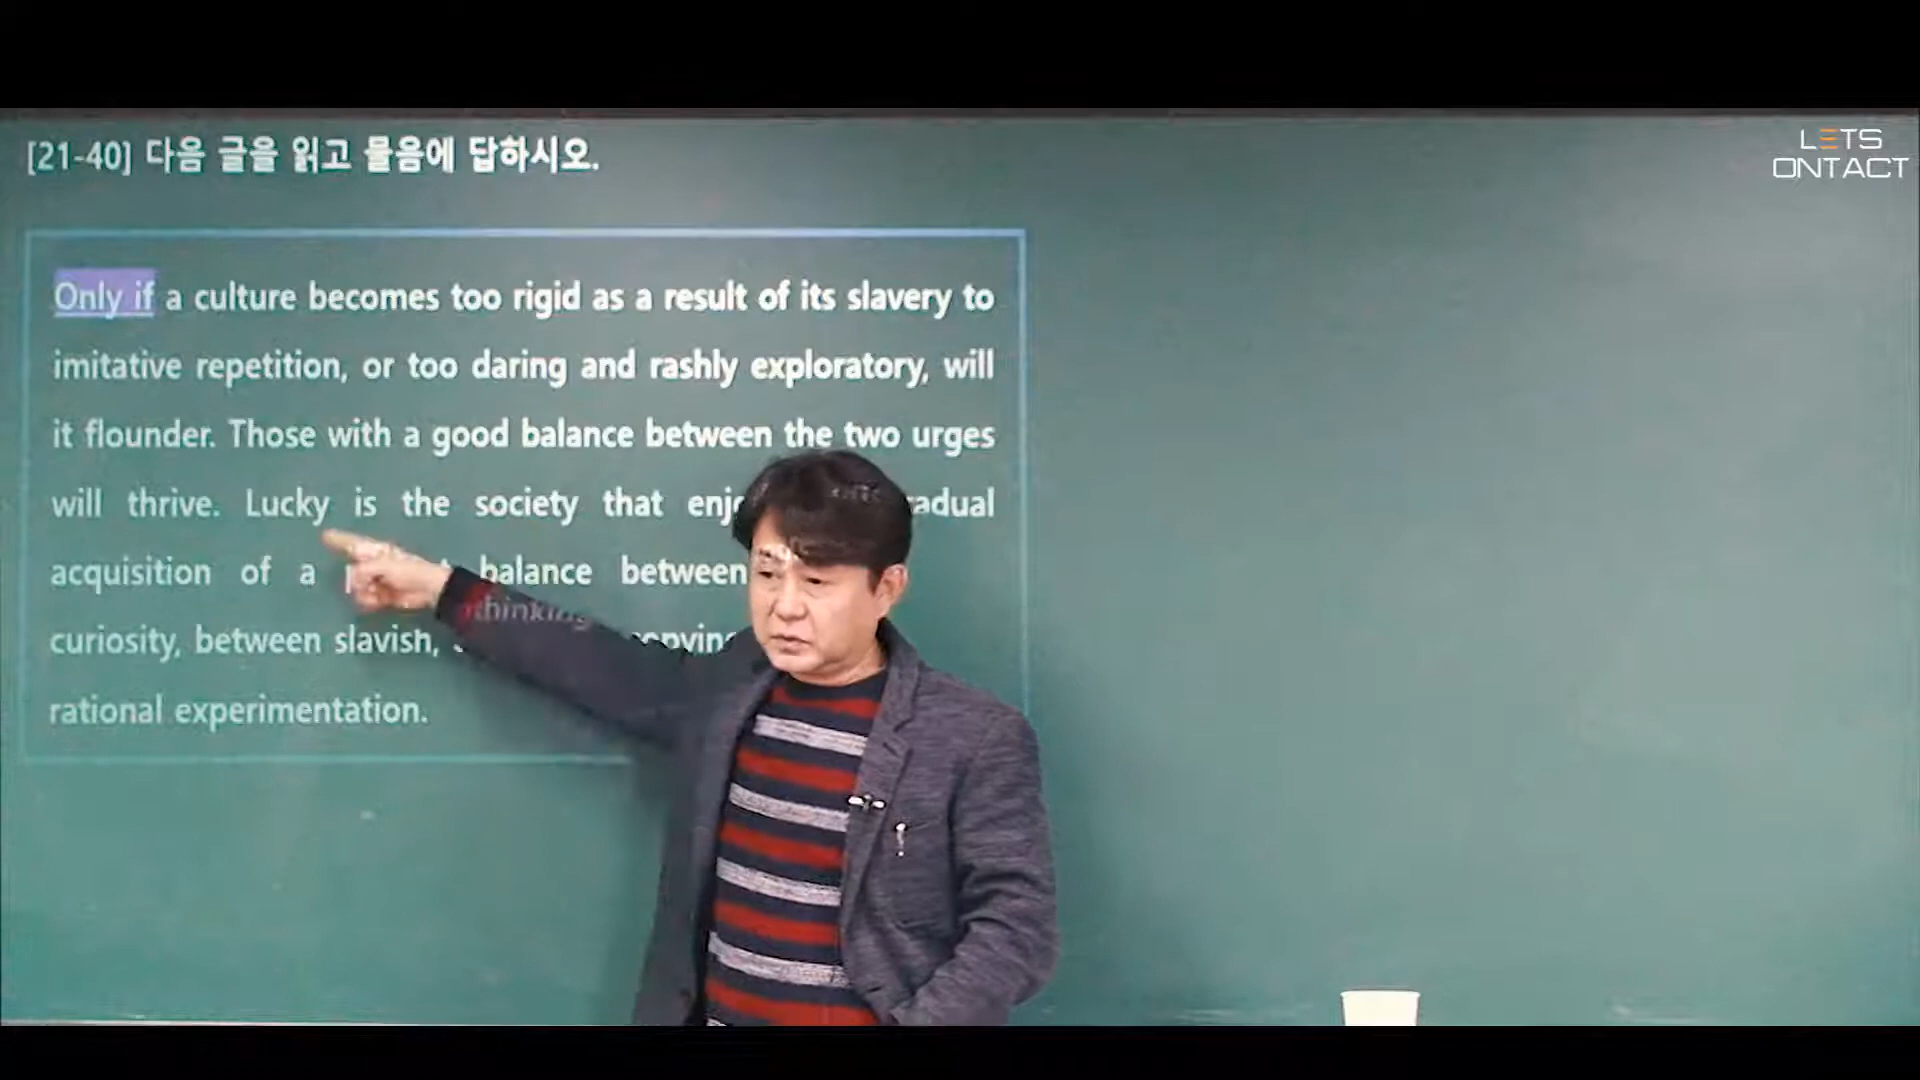 [21-40] 다음 글을 읽고 물음에 답하시오.
LETS
ONTACT
Only if a culture becomes too rigid as a result of its slavery to
imitative repetition, or too daring and rashly exploratory, will
it flounder. Those with a good balance between the two urges
will thrive. Lucky is the society that
acquisition of a balance between
thinking
curiosity, between slavish,
rational experimentation.